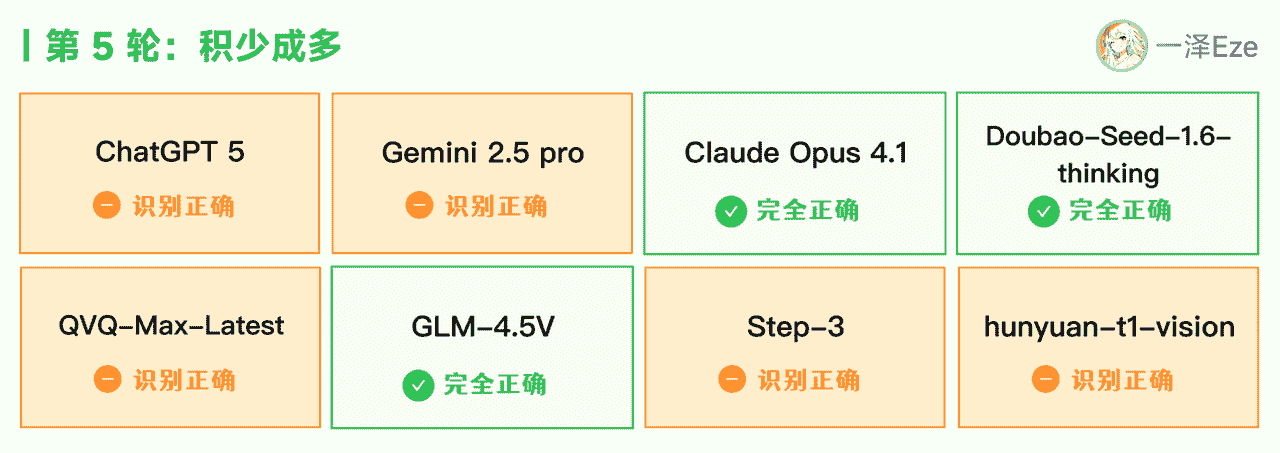 第 5 轮：积少成多
一泽Eze
ChatGPT 5
识别正确
Gemini 2.5 pro
识别正确
Claude Opus 4.1
完全正确
Doubao-Seed-1.6-
thinking
完全正确
QVQ-Max-Latest
识别正确
GLM-4.5V
完全正确
Step-3
识别正确
hunyuan-t1-vision
识别正确